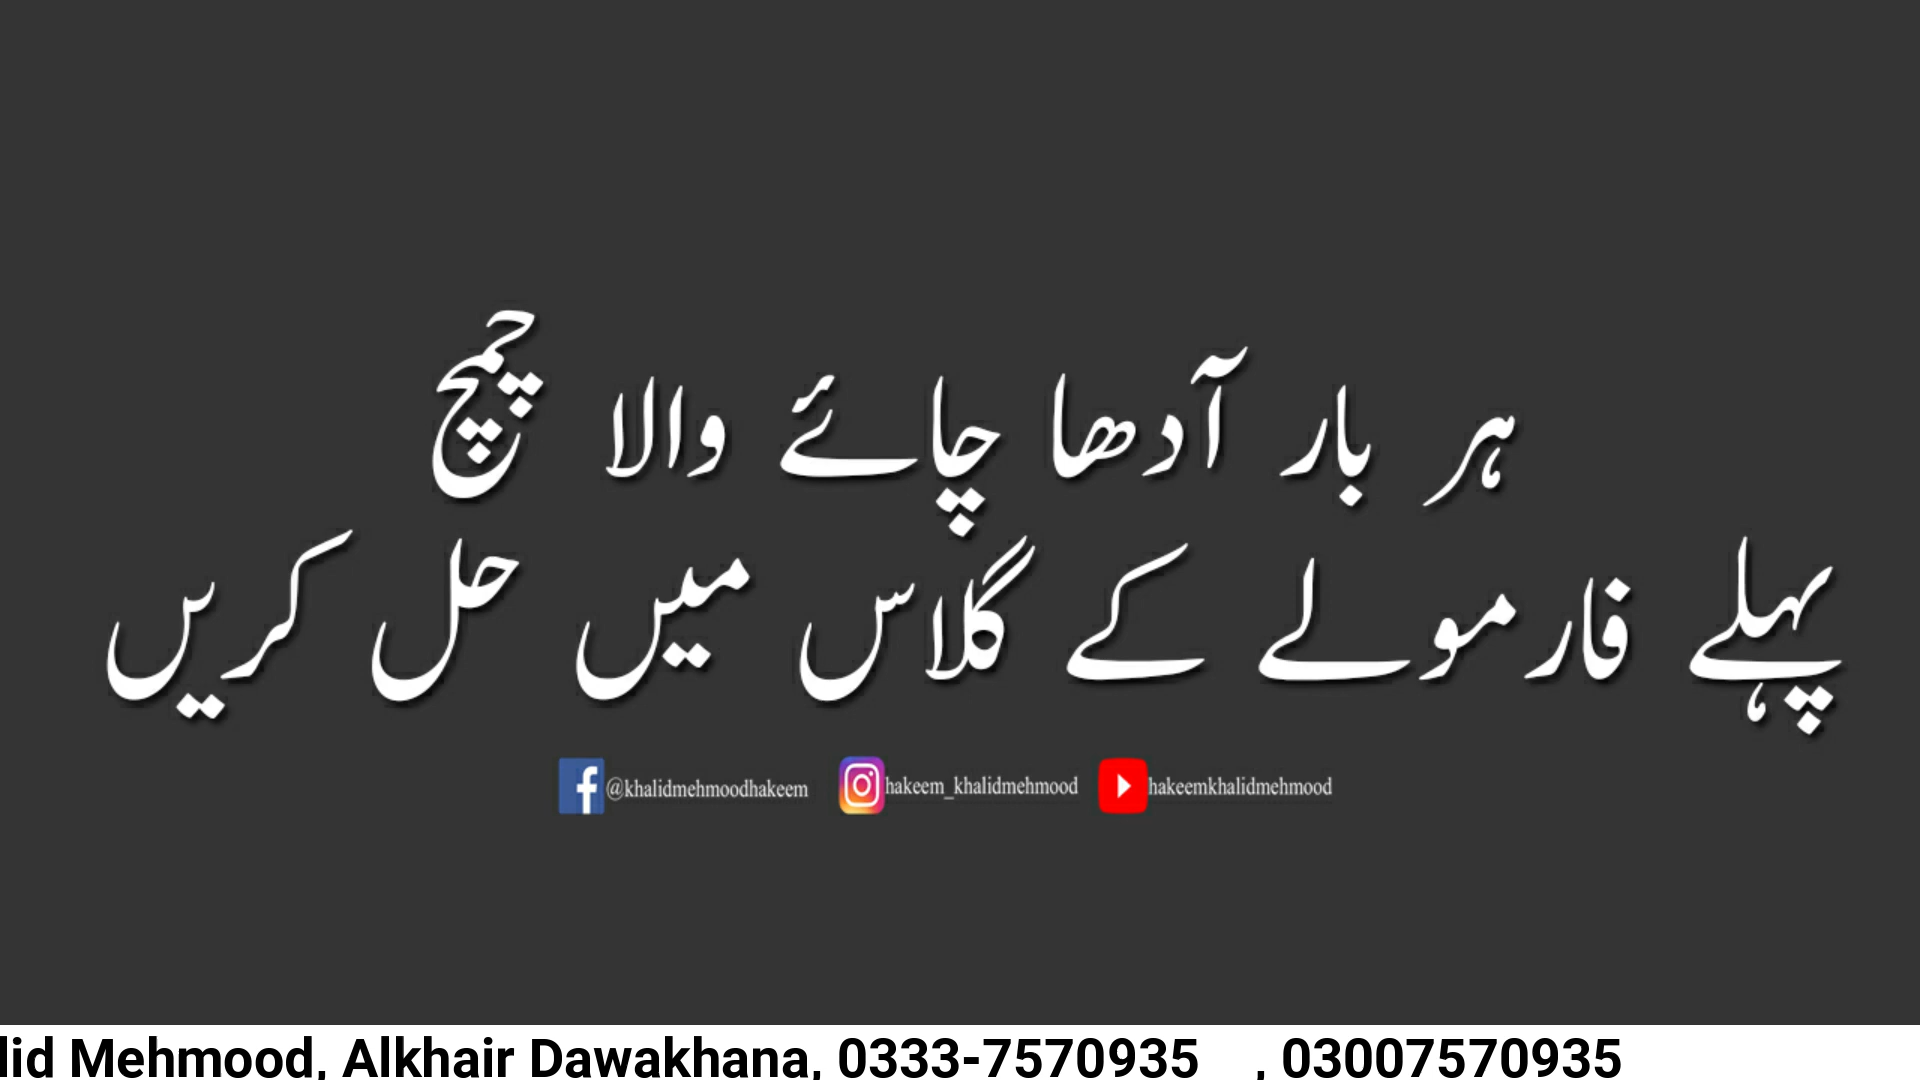 ہر بار آدھا چائے والا چمچ
پہلے فارمولے کے گلاس میں حل کریں
@khalidmehmoodhakeem hakeem_khalidmehmood hakeemkhalidmehmood
lid Mehmood, Alkhair Dawakhana, 0333-7570935 , 03007570935